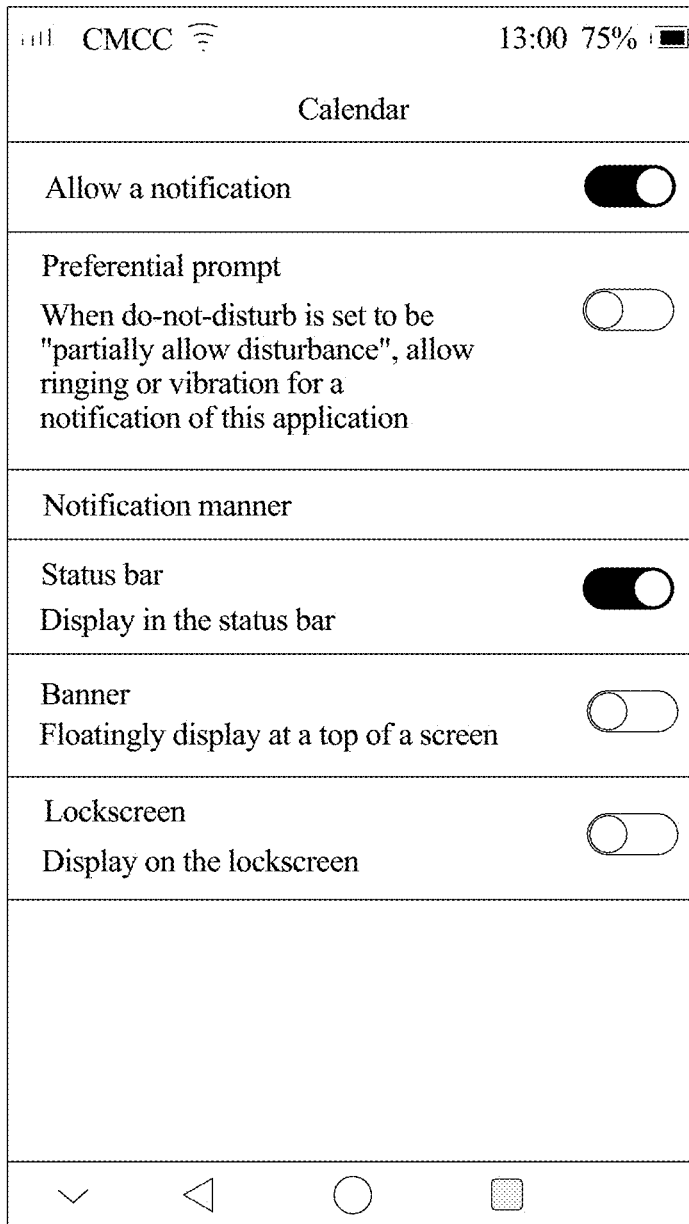 CMCC 13:00 75%
Calendar
Allow a notification
Preferential prompt
When do-not-disturb is set to be
"partially allow disturbance", allow
ringing or vibration for a
notification of this application
Notification manner
Status bar
Display in the status bar
Banner
Floatingly display at a top of a screen
Lockscreen
Display on the lockscreen